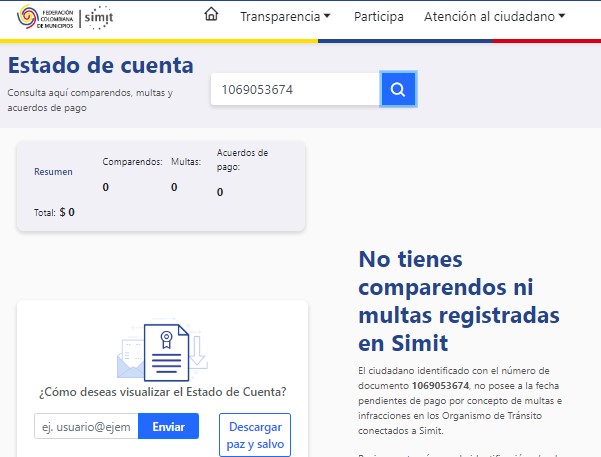 FEDERACIÓN
COLOMBIANA
DE MUNICIPIOS
simit
Transparencia
Participa
Atención al ciudadano
Estado de cuenta
Consulta aquí comparendos, multas y
acuerdos de pago
1069053674
Resumen
Comparendos:
0
Multas:
0
Acuerdos de
pago:
0
Total: $ 0
No tienes
comparendos ni
multas registradas
en Simit
El ciudadano identificado con el número de
documento 1069053674, no posee a la fecha
pendientes de pago por concepto de multas e
infracciones en los Organismo de Tránsito
conectados a Simit.
¿Cómo deseas visualizar el Estado de Cuenta?
ej. usuario@ejem
Enviar
Descargar
paz y salvo